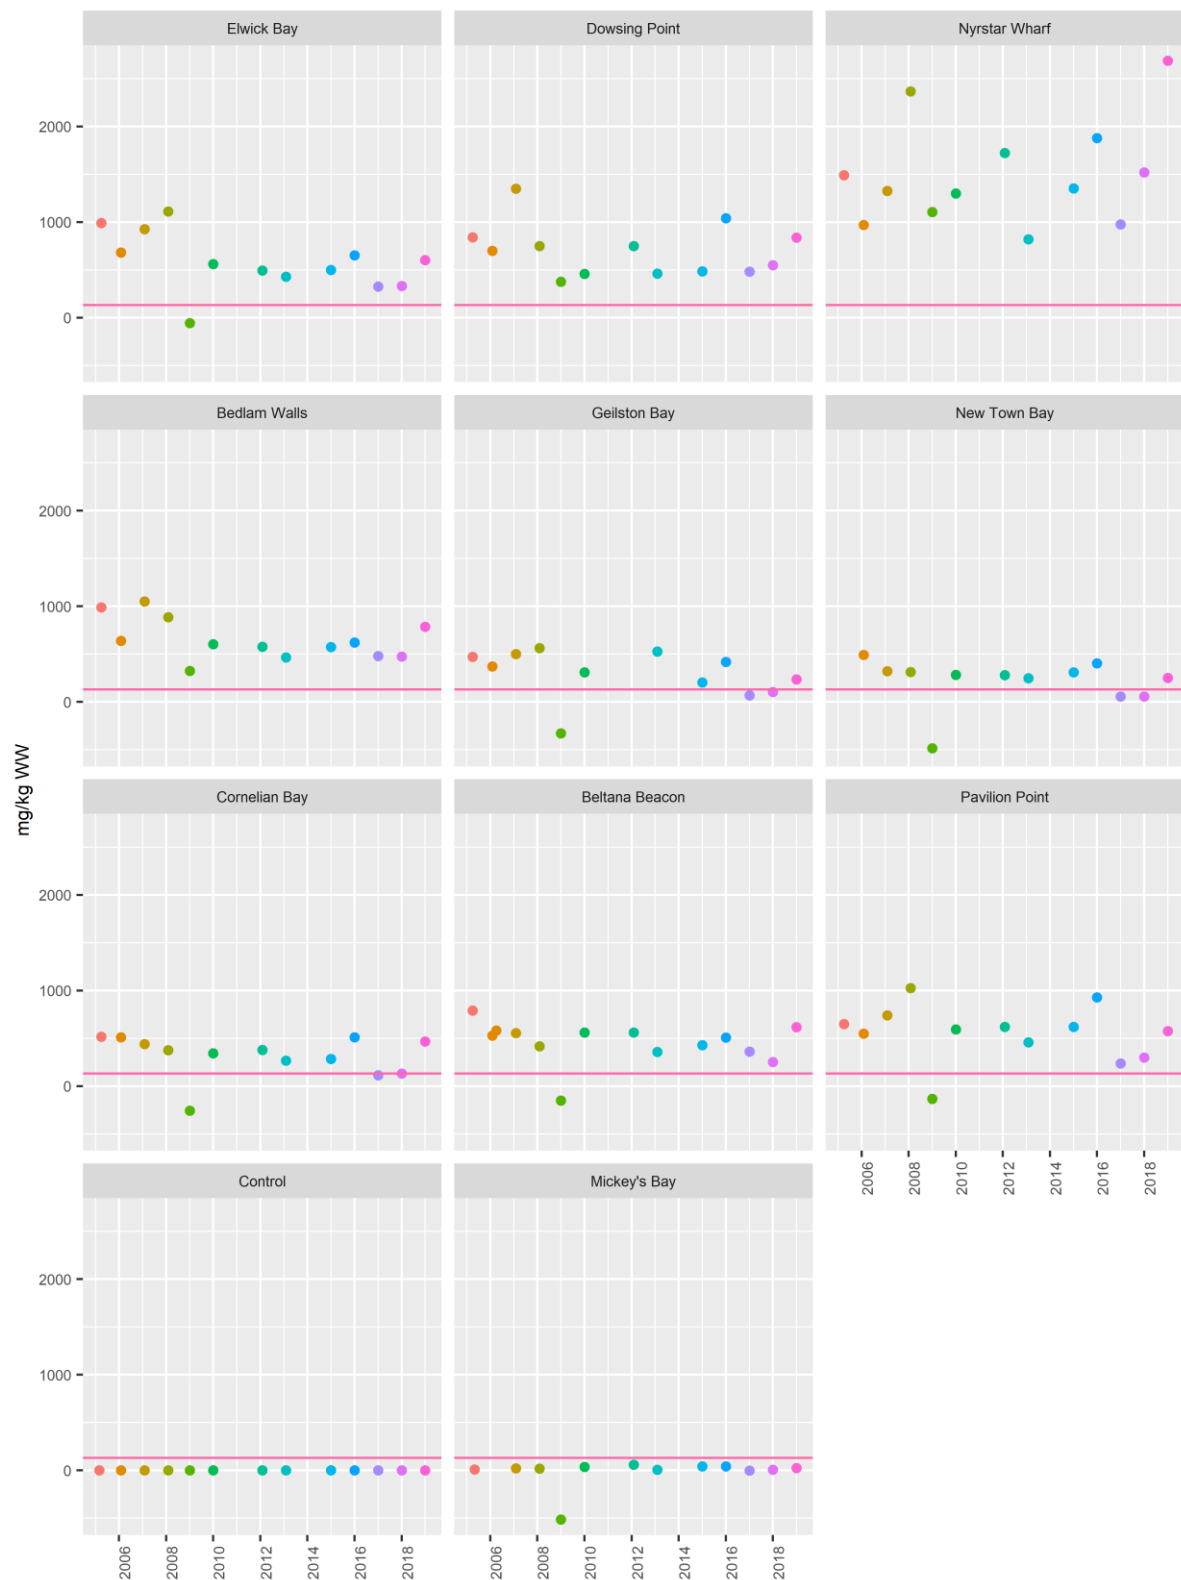 Elwick Bay Dowsing Point Nyrstar Wharf
2000
1000
0
Bedlam Walls Geilston Bay New Town Bay
2000
1000
0
mg/kg WW
Cornelian Bay Beltana Beacon Pavilion Point
2000
1000
0
2006 2008 2010 2012 2014 2016 2018
Control Mickey's Bay
2000
1000
0
2006 2008 2010 2012 2014 2016 2018 2006 2008 2010 2012 2014 2016 2018